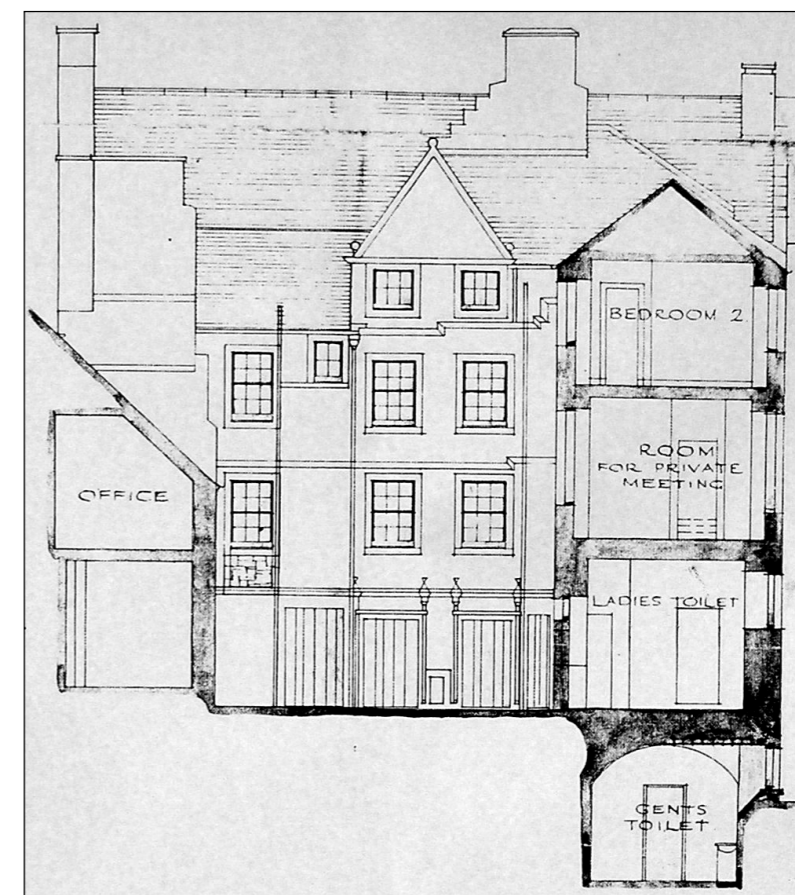 BEDROOM 2
ROOM
FOR PRIVATE
MEETING
OFFICE
LADIES TOILET
GENTS
TOILET